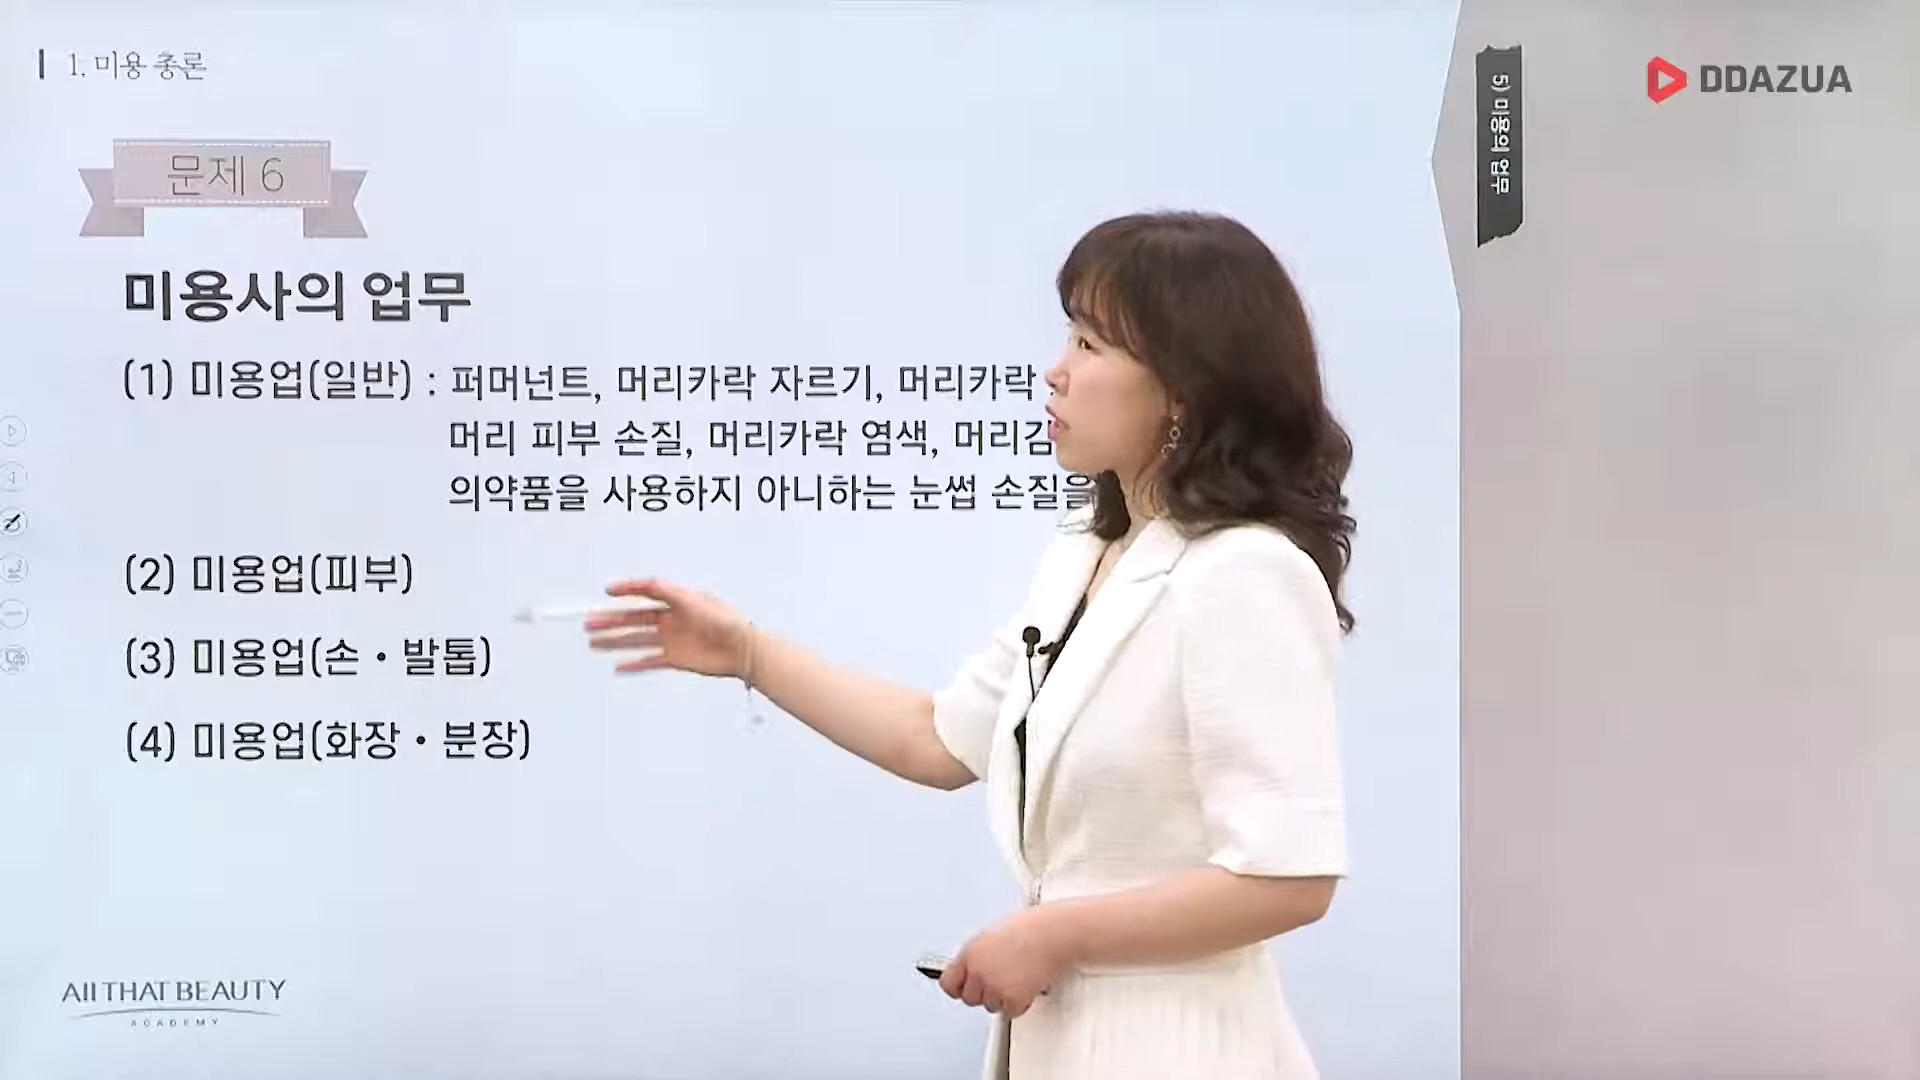 1. 미용 총론
5) 미용의 업무
DDAZUA
문제 6
미용사의 업무
(1) 미용업(일반) : 퍼머넌트, 머리카락 자르기, 머리카락
머리 피부 손질, 머리카락 염색, 머리감
의약품을 사용하지 아니하는 눈썹 손질을
(2) 미용업(피부)
(3) 미용업(손·발톱)
(4) 미용업(화장·분장)
All THAT BEAUTY
ACADEMY